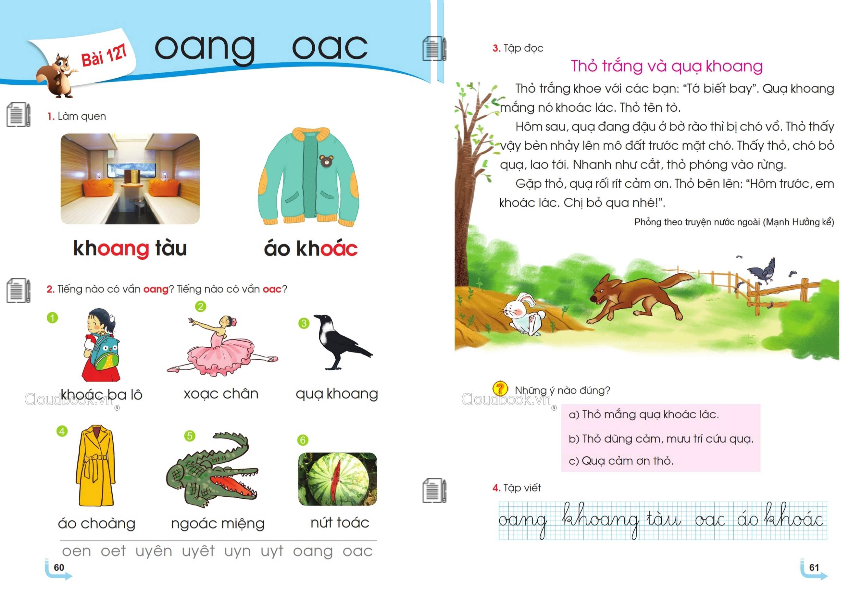 Bài 127
oang oac
1. Làm quen
khoang tàu
áo khoác
2. Tiếng nào có vần oang? Tiếng nào có vần oac?
1
2
3
khoác ba lô
xoạc chân
quạ khoang
Cloudbook.vn
4
5
6
áo choàng
ngoác miệng
nứt toác
oen oet uyên uyêt uyn uyt oang oac
60
3. Tập đọc
Thỏ trắng và quạ khoang
Thỏ trắng khoe với các bạn: “Tớ biết bay”. Quạ khoang
mắng nó khoác lác. Thỏ tẽn tò.
Hôm sau, quạ đang đậu ở bờ rào thì bị chó vồ. Thỏ thấy
vậy bèn nhảy lên mô đất trước mặt chó. Thấy thỏ, chó bỏ
quạ, lao tới. Nhanh như cắt, thỏ phóng vào rừng.
Gặp thỏ, quạ rối rít cảm ơn. Thỏ bẽn lẽn: “Hôm trước, em
khoác lác. Chị bỏ qua nhé!”.
Phỏng theo truyện nước ngoài (Mạnh Hưởng kể)
? Những ý nào đúng?
Cloudbook.vn
a) Thỏ mắng quạ khoác lác.
b) Thỏ dũng cảm, mưu trí cứu quạ.
c) Quạ cảm ơn thỏ.
4. Tập viết
oang khoang tàu oac áo khoác
61